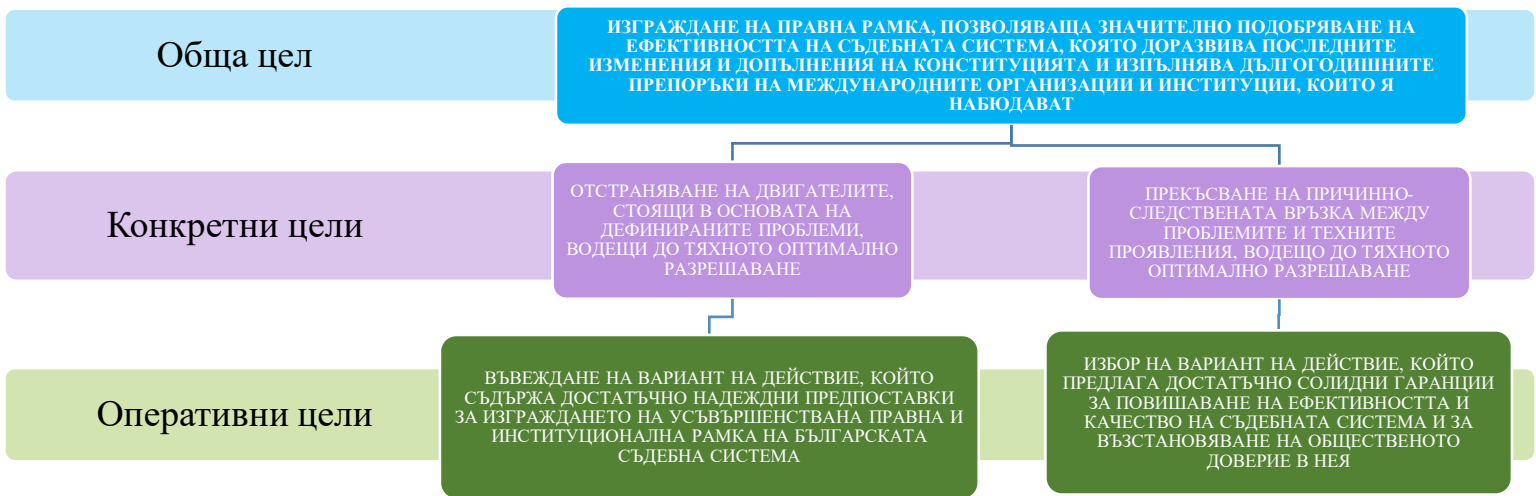 Обща цел
ИЗГРАЖДАНЕ НА ПРАВНА РАМКА, ПОЗВОЛЯВАЩА ЗНАЧИТЕЛНО ПОДОБРЯВАНЕ НА
ЕФЕКТИВНОСТТА НА СЪДЕБНАТА СИСТЕМА, КОЯТО ДОРАЗВИВА ПОСЛЕДНИТЕ
ИЗМЕНЕНИЯ И ДОПЪЛНЕНИЯ НА КОНСТИТУЦИЯТА И ИЗПЪЛНЯВА ДЪЛГОГОДИШНИТЕ
ПРЕПОРЪКИ НА МЕЖДУНАРОДНИТЕ ОРГАНИЗАЦИИ И ИНСТИТУЦИИ, КОИТО Я
НАБЮДАВАТ
Конкретни цели
ОТСТРАНЯВАНЕ НА ДВИГАТЕЛИТЕ,
СТОЯЩИ В ОСНОВАТА НА
ДЕФИНИРАНИТЕ ПРОБЛЕМИ,
ВОДЕЩИ ДО ТЯХНОТО ОПТИМАЛНО
РАЗРЕШАВАНЕ
ПРЕКЪСВАНЕ НА ПРИЧИННО-
СЛЕДСТВЕНАТА ВРЪЗКА МЕЖДУ
ПРОБЛЕМИТЕ И ТЕХНИТЕ
ПРОЯВЛЕНИЯ, ВОДЕЩО ДО ТЯХНОТО
ОПТИМАЛНО РАЗРЕШАВАНЕ
Оперативни цели
ВЪВЕЖДАНЕ НА ВАРИАНТ НА ДЕЙСТВИЕ, КОЙТО
СЪДЪРЖА ДОСТАТЪЧНО НАДЕЖДНИ ПРЕДПОСТАВКИ
ЗА ИЗГРАЖДАНЕТО НА УСЪВЪРШЕНСТВАНА ПРАВНА И
ИНСТИТУЦИОНАЛНА РАМКА НА БЪЛГАРСКАТА
СЪДЕБНА СИСТЕМА
ИЗБОР НА ВАРИАНТ НА ДЕЙСТВИЕ, КОЙТО
ПРЕДЛАГА ДОСТАТЪЧНО СОЛИДНИ ГАРАНЦИИ
ЗА ПОВИШАВАНЕ НА ЕФЕКТИВНОСТТА И
КАЧЕСТВО НА СЪДЕБНАТА СИСТЕМА И ЗА
ВЪЗСТАНОВЯВАНЕ НА ОБЩЕСТВЕНОТО
ДОВЕРИЕ В НЕЯ